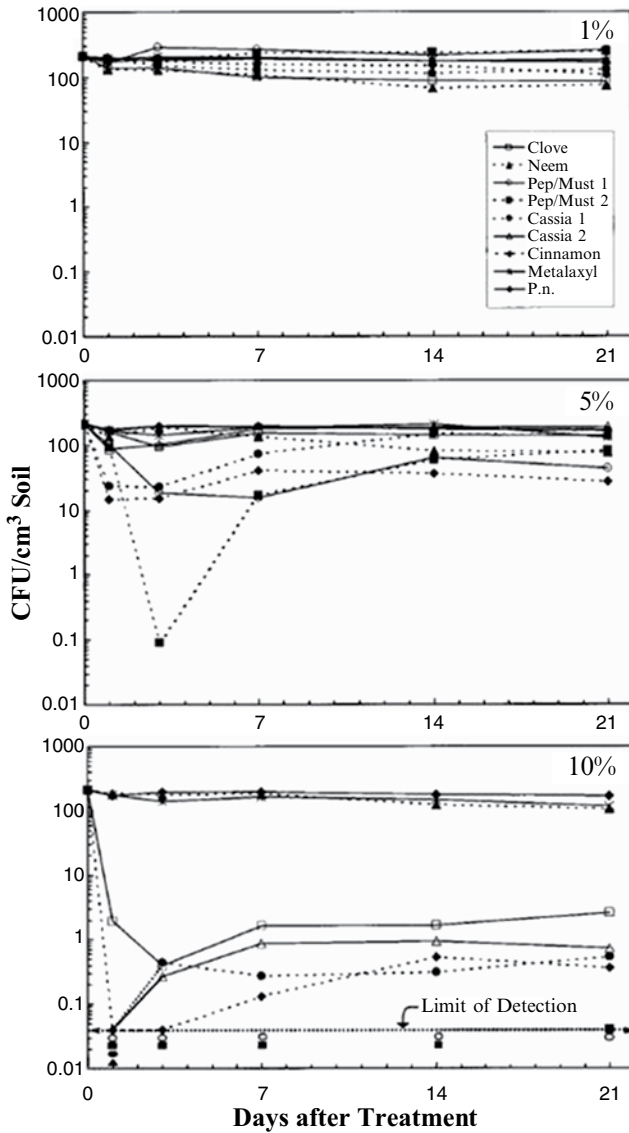 1000
1%
100
10
1
0.1
0.01
0
7
14
21
Clove
Neem
Pep/Must 1
Pep/Must 2
Cassia 1
Cassia 2
Cinnamon
Metalaxyl
P.n.
CFU/cm³ Soil
1000
5%
100
10
1
0.1
0.01
0
7
14
21
1000
10%
100
10
1
0.1
0.01
Limit of Detection
0
7
14
21
Days after Treatment